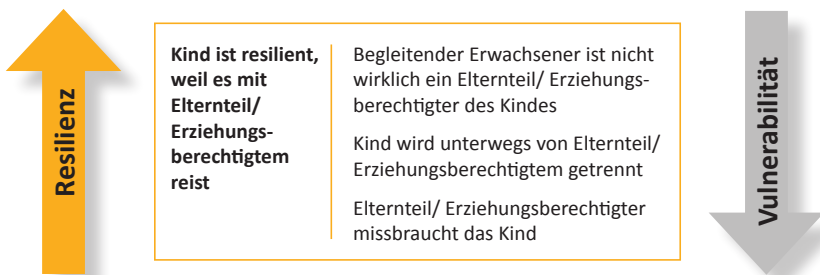 Resilienz
Kind ist resilient,
weil es mit
Elternteil/
Erziehungs-
berechtigtem
reist
Begleitender Erwachsener ist nicht
wirklich ein Elternteil/ Erziehungs-
berechtigter des Kindes
Kind wird unterwegs von Elternteil/
Erziehungsberechtigtem getrennt
Elternteil/ Erziehungsberechtigter
missbraucht das Kind
Vulnerabilität